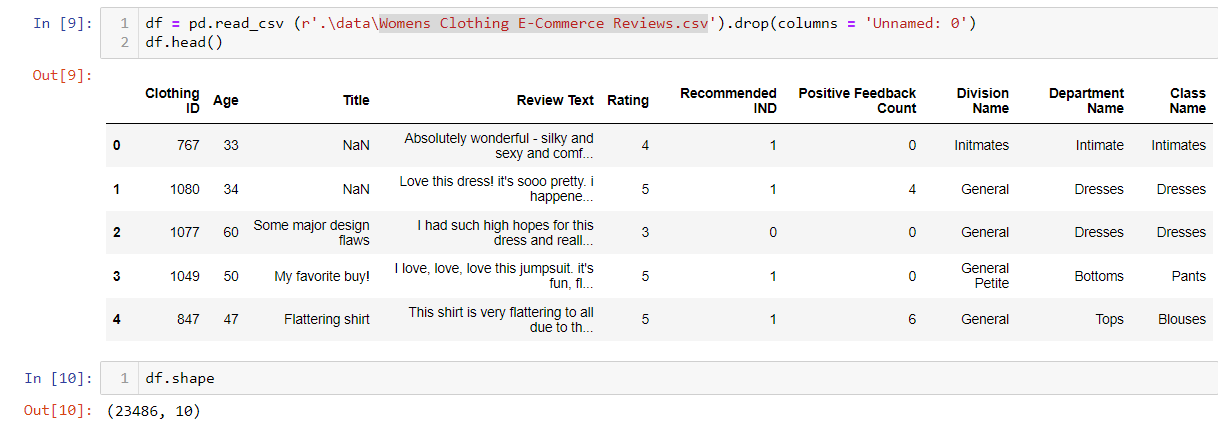 In [9]:
1 df = pd.read_csv (r'.\data\Womens Clothing E-Commerce Reviews.csv').drop(columns = 'Unnamed: 0')
2 df.head()
Out[9]:
Clothing ID Age Title Review Text Rating Recommended IND Positive Feedback Count Division Name Department Name Class Name
0 767 33 NaN Absolutely wonderful - silky and sexy and comf... 4 1 0 Initmates Intimate Intimates
1 1080 34 NaN Love this dress! it's sooo pretty. i happene... 5 1 4 General Dresses Dresses
2 1077 60 Some major design flaws I had such high hopes for this dress and reall... 3 0 0 General Dresses Dresses
3 1049 50 My favorite buy! I love, love, love this jumpsuit. it's fun, fl... 5 1 0 General Petite Bottoms Pants
4 847 47 Flattering shirt This shirt is very flattering to all due to th... 5 1 6 General Tops Blouses
In [10]:
1 df.shape
Out[10]: (23486, 10)